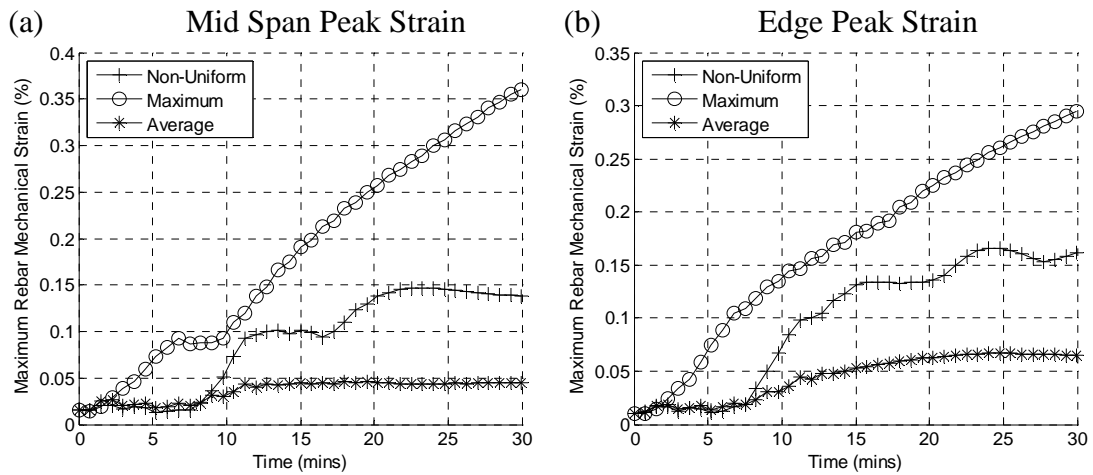 (a) Mid Span Peak Strain
0.4
0.35
0.3
0.25
0.2
0.15
0.1
0.05
0
Maximum Rebar Mechanical Strain (%)
Non-Uniform
Maximum
Average
0 5 10 15 20 25 30
Time (mins)
(b) Edge Peak Strain
0.35
0.3
0.25
0.2
0.15
0.1
0.05
0
Maximum Rebar Mechanical Strain (%)
Non-Uniform
Maximum
Average
0 5 10 15 20 25 30
Time (mins)